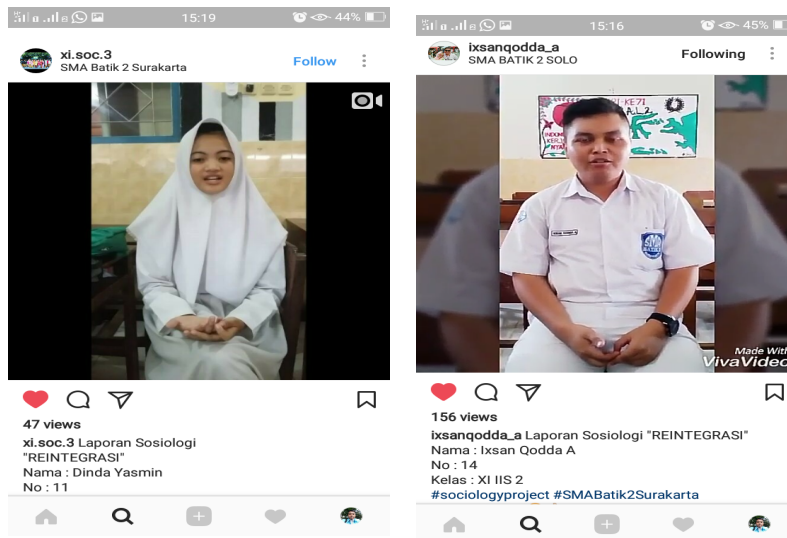 15:19
44%
xi.soc.3
SMA Batik 2 Surakarta
Follow
47 views
xi.soc.3 Laporan Sosiologi
"REINTEGRASI"
Nama : Dinda Yasmin
No : 11
15:16
45%
ixsanqodda_a
SMA BATIK 2 SOLO
Following
RI-KE71
Made With
VivaVideo
156 views
ixsanqodda_a Laporan Sosiologi "REINTEGRASI"
Nama : Ixsan Qodda A
No : 14
Kelas : XI IIS 2
#sociologyproject #SMABatik2Surakarta